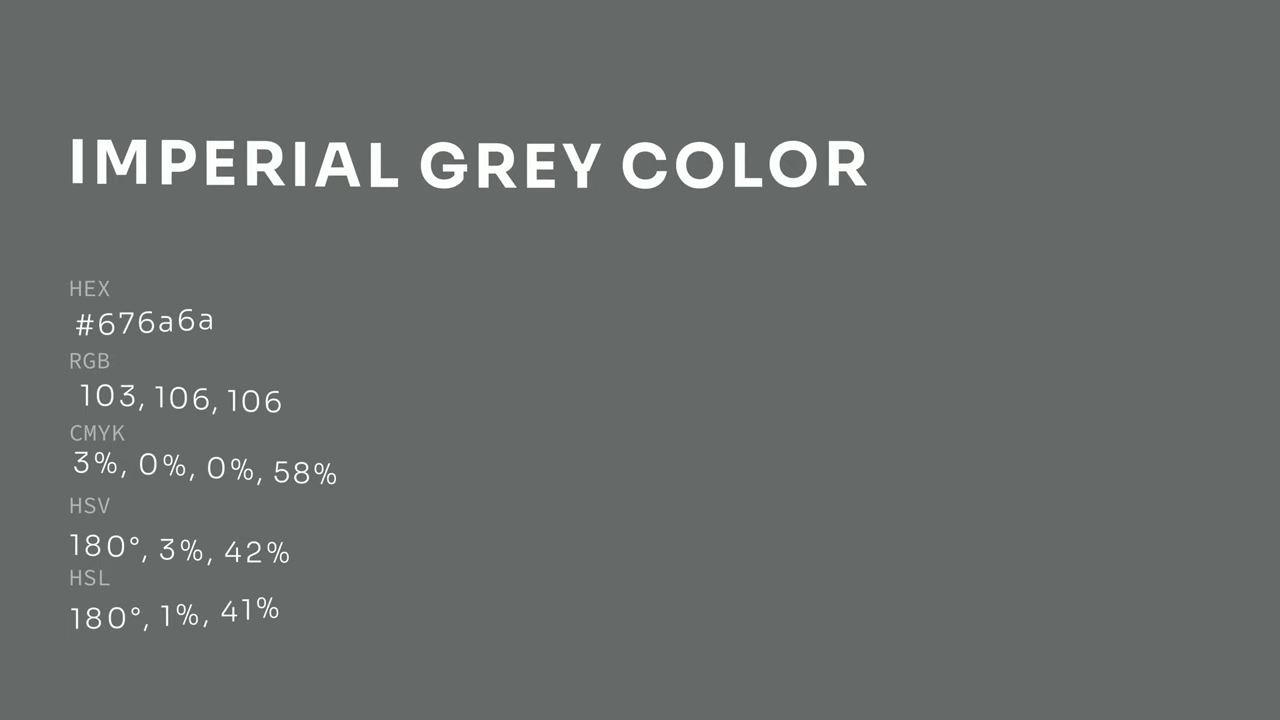 IMPERIAL GREY COLOR
HEX
#676a6a
RGB
103, 106, 106
CMYK
3%, 0%, 0%, 58%
HSV
180°, 3%, 42%
HSL
180°, 1%, 41%